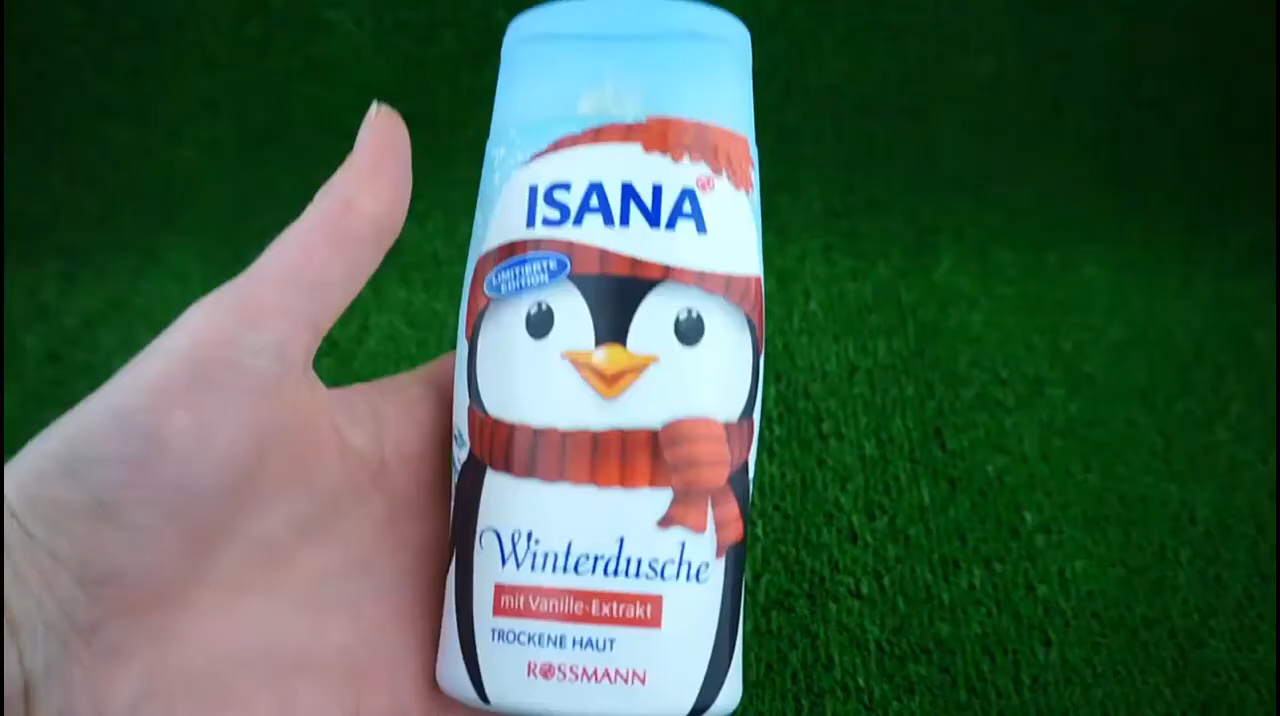 ISANA
LIMITIERTE
EDITION
Winterdusche
mit Vanille-Extrakt
TROCKENE HAUT
ROSSMANN